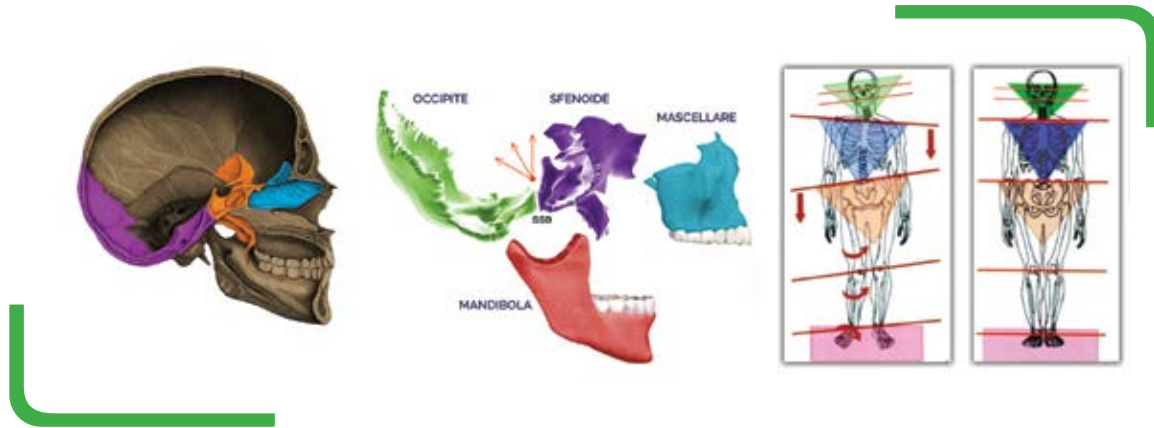 OCCIPITE
SFENOIDE
MASCELLARE
SSB
MANDIBOLA